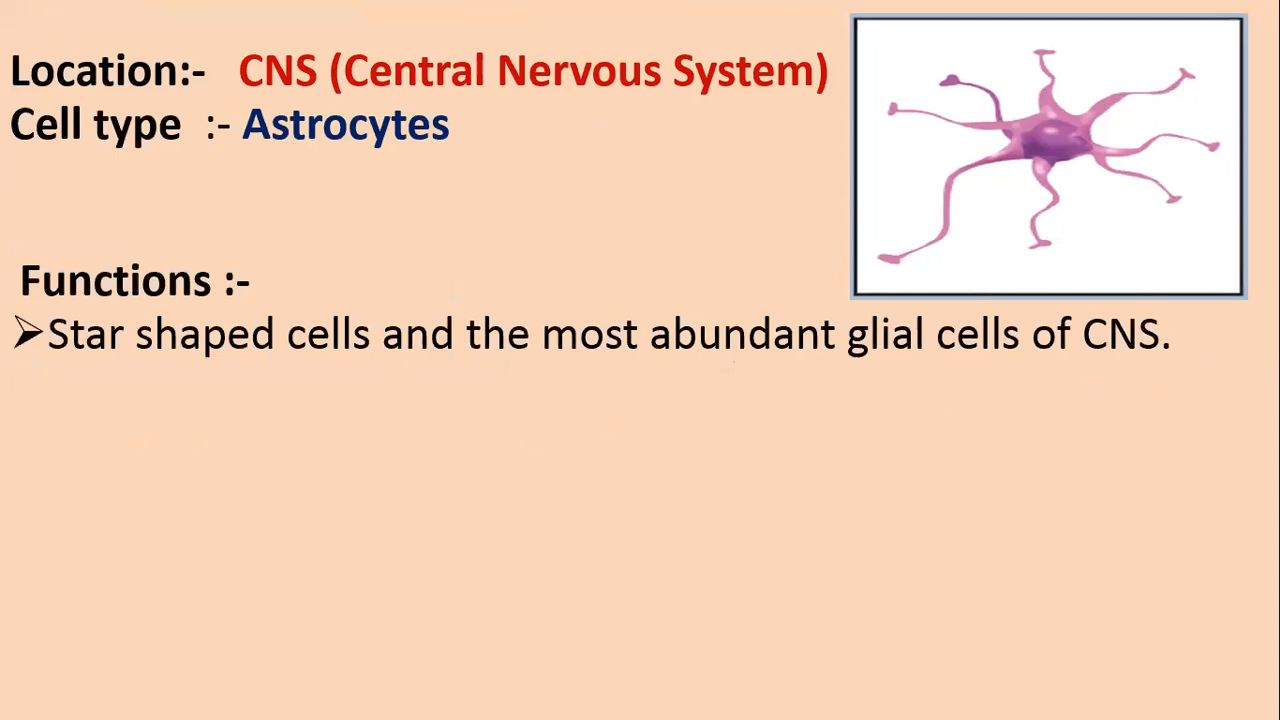 Location:- CNS (Central Nervous System)
Cell type :- Astrocytes
Functions :-
➢Star shaped cells and the most abundant glial cells of CNS.